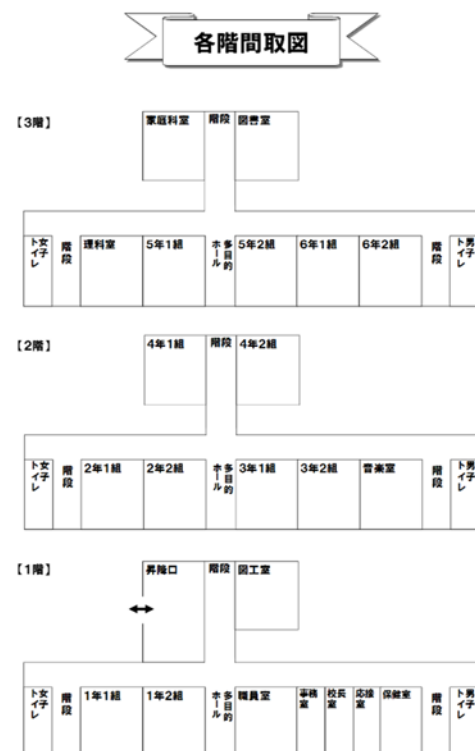 各階間取図
【3階】
家庭科室 階段 図書室
女子トイレ 階段 理科室 5年1組 多目的ホール 5年2組 6年1組 6年2組 階段 男子トイレ
【2階】
4年1組 階段 4年2組
女子トイレ 階段 2年1組 2年2組 多目的ホール 3年1組 3年2組 音楽室 階段 男子トイレ
【1階】
昇降口 階段 図工室
女子トイレ 階段 1年1組 1年2組 多目的ホール 職員室 事務室 校長室 応接室 保健室 階段 男子トイレ